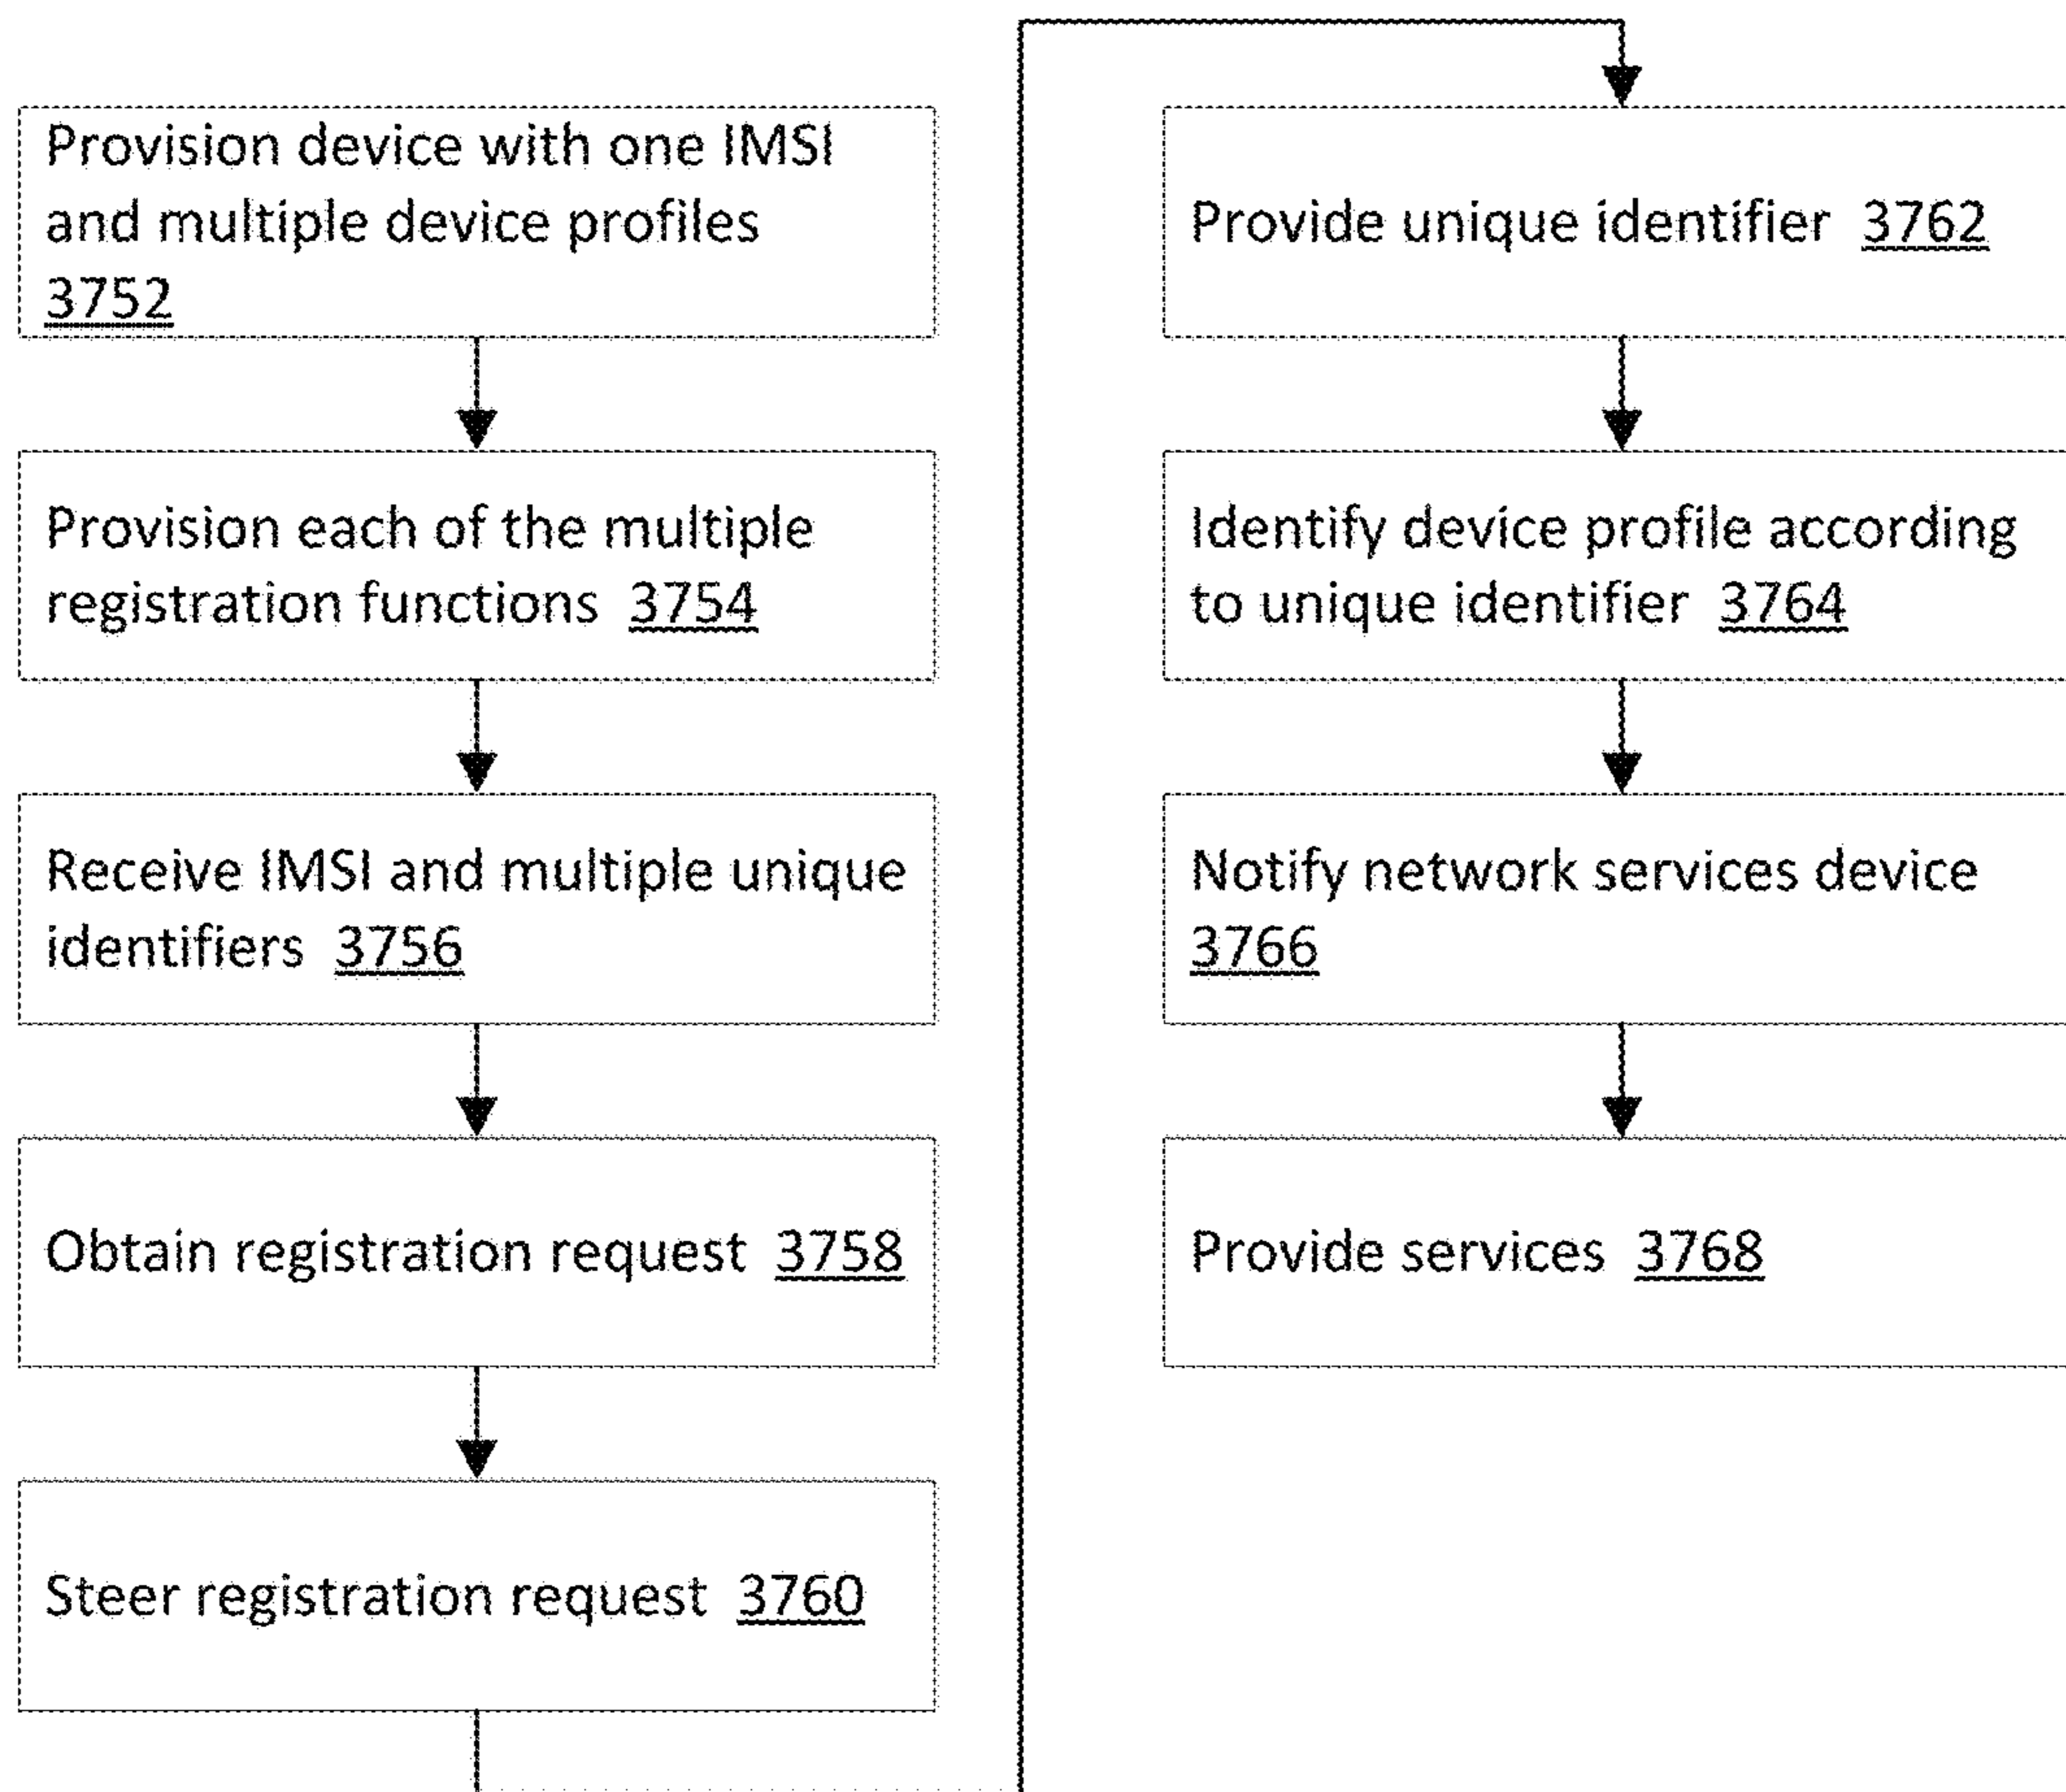 Provision device with one IMSI
and multiple device profiles
3752
Provision each of the multiple
registration functions 3754
Receive IMSI and multiple unique
identifiers 3756
Obtain registration request 3758
Steer registration request 3760
Provide unique identifier 3762
Identify device profile according
to unique identifier 3764
Notify network services device
3766
Provide services 3768